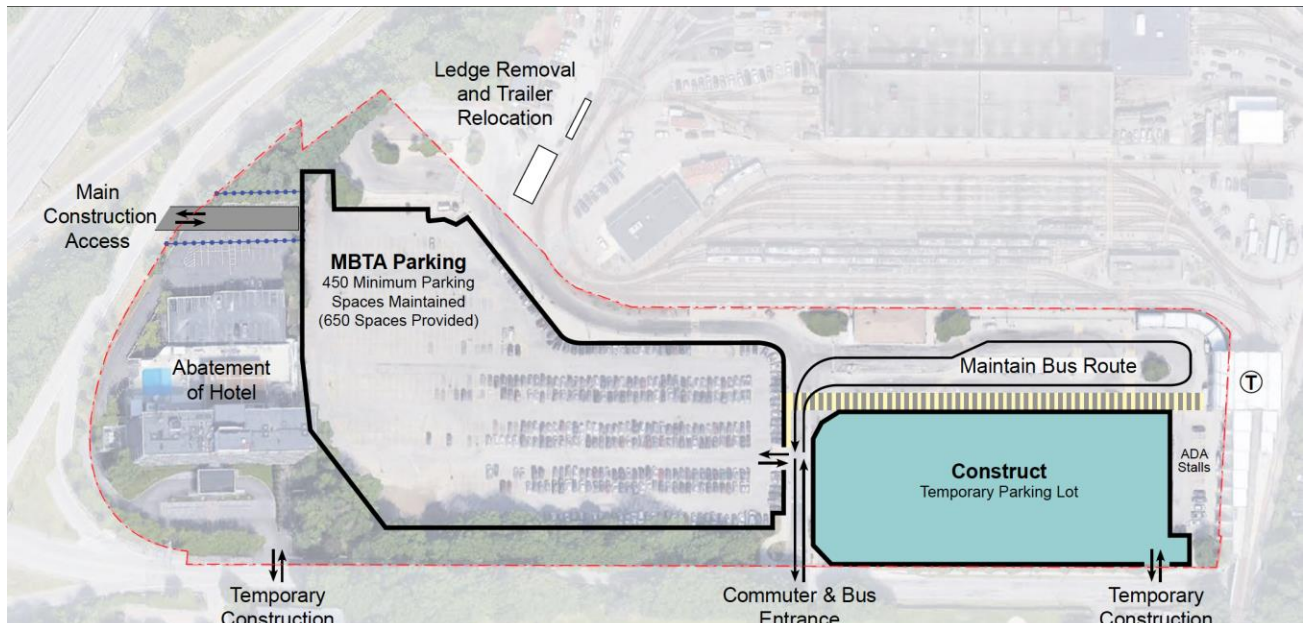 Ledge Removal
and Trailer
Relocation
Main
Construction
Access
MBTA Parking
450 Minimum Parking
Spaces Maintained
(650 Spaces Provided)
Abatement
of Hotel
Maintain Bus Route
T
ADA
Stalls
Construct
Temporary Parking Lot
Temporary
Construction
Commuter & Bus
Entrance
Temporary
Construction